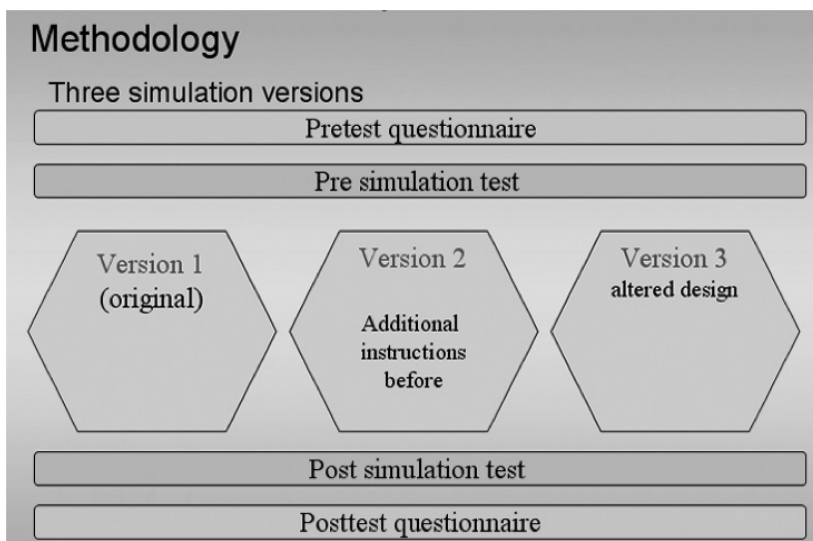 Methodology
Three simulation versions
Pretest questionnaire
Pre simulation test
Version 1
(original)
Version 2
Additional
instructions
before
Version 3
altered design
Post simulation test
Posttest questionnaire